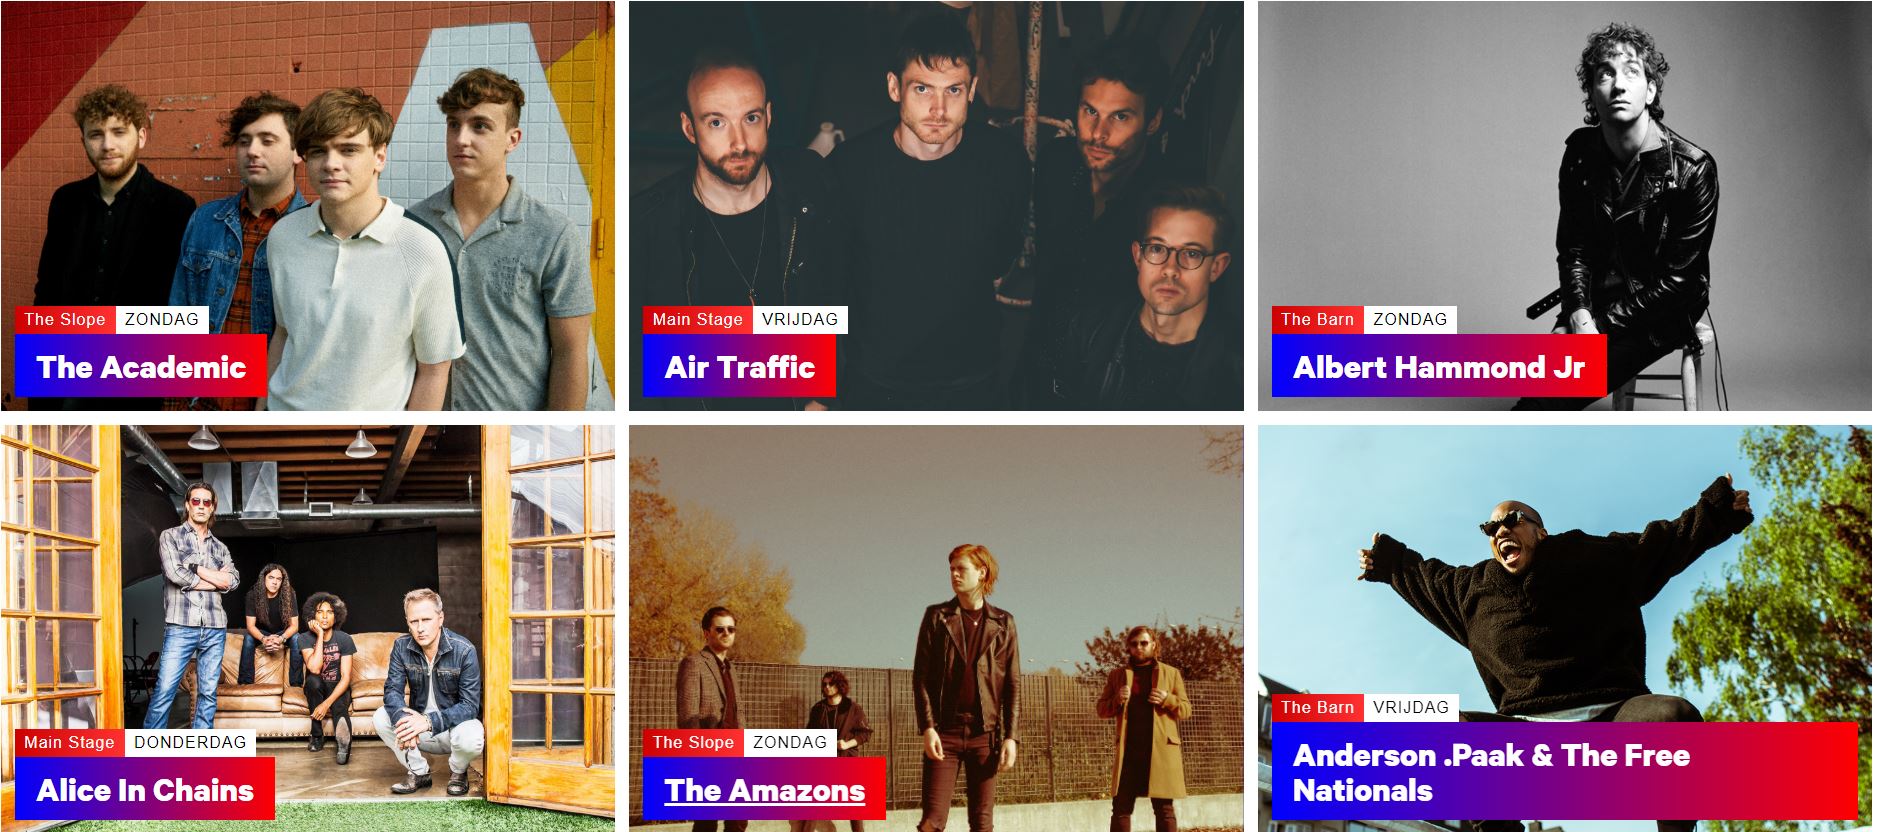 The Slope ZONDAG
The Academic
Main Stage VRIJDAG
Air Traffic
The Barn ZONDAG
Albert Hammond Jr
Main Stage DONDERDAG
Alice In Chains
The Slope ZONDAG
The Amazons
The Barn VRIJDAG
Anderson .Paak & The Free
Nationals